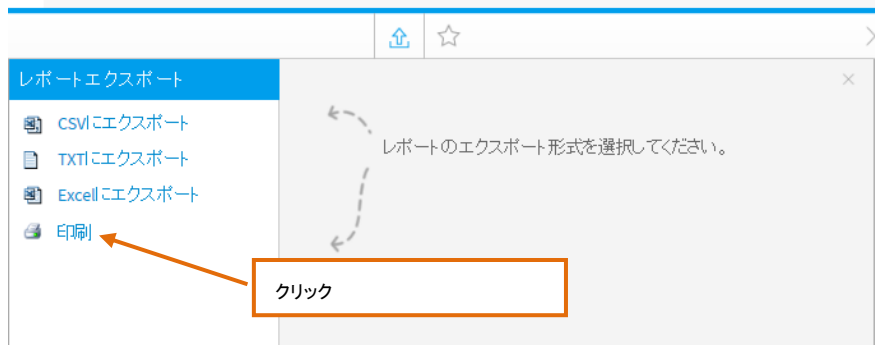 レポートエクスポート
CSVにエクスポート
レポートのエクスポート形式を選択してください。
TXTにエクスポート
Excelにエクスポート
印刷
クリック